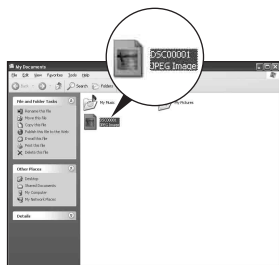 DSC00001
JPEG Image
My Documents
File Edit View Favorites Tools Help
Back Search Folders
File and Folder Tasks
Rename this file
Move this file
Copy this file
Publish this file to the Web
E-mail this file
Print this file
Delete this file
Other Places
Desktop
Shared Documents
My Computer
My Network Places
Details
My Music
My Pictures
DSC00001
JPEG Image